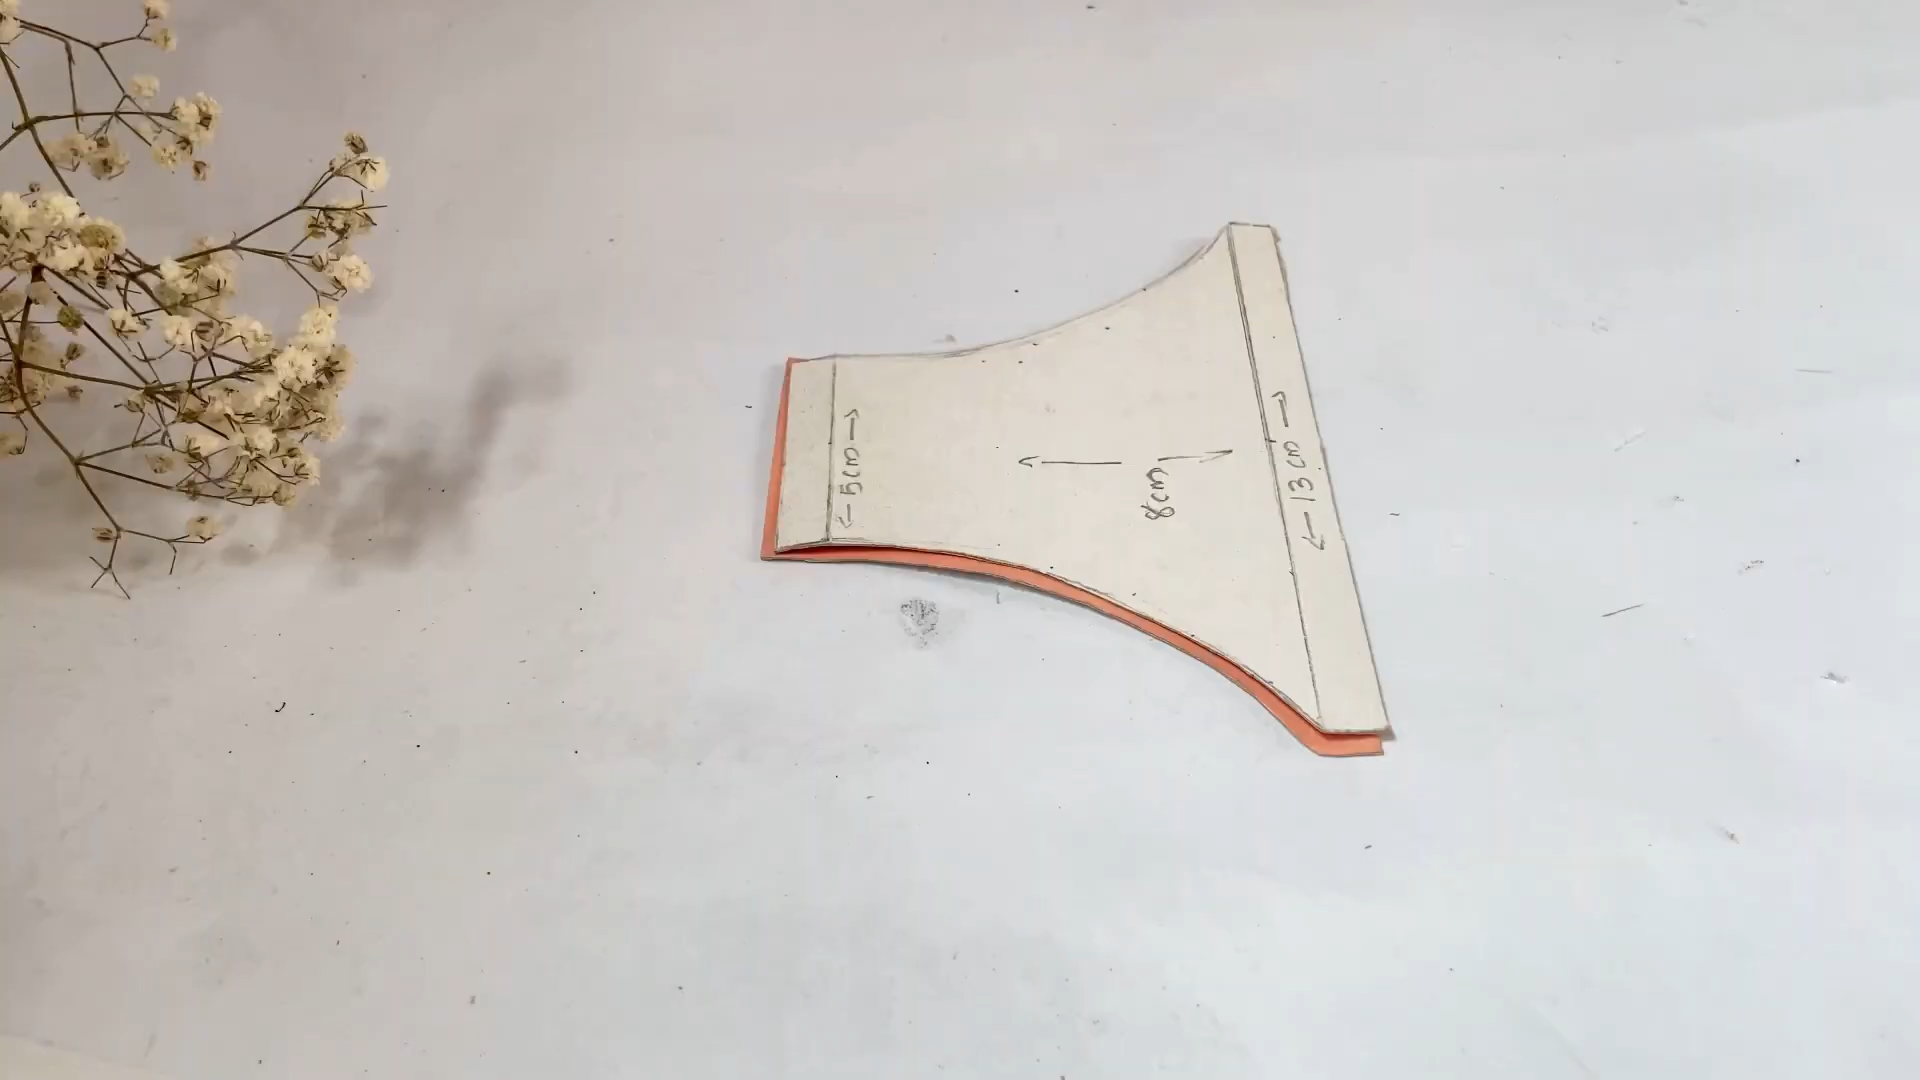 ← 5cm →
8cm
← 13cm →